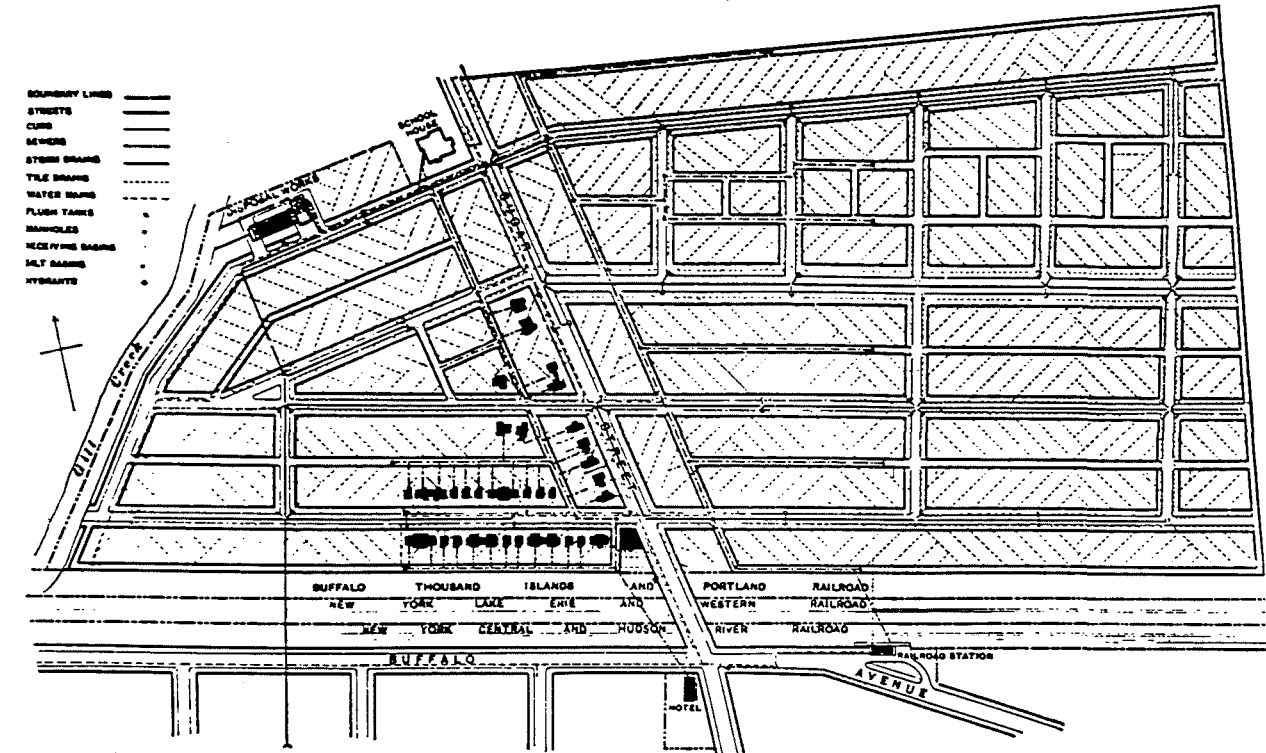 BOUNDARY LINES
STREETS
CURB
SEWERS
STORM DRAINS
TILE DRAINS
WATER MAINS
FLUSH TANKS
MANHOLES
RECEIVING BASINS
SILT BASINS
HYDRANTS
SCHOOL
HOUSE
DISPOSAL WORKS
SUGAR
STREET
Gill Creek
BUFFALO THOUSAND ISLANDS AND PORTLAND RAILROAD
NEW YORK LAKE ERIE AND WESTERN RAILROAD
NEW YORK CENTRAL AND HUDSON RIVER RAILROAD
BUFFALO
AVENUE
RAILROAD STATION
HOTEL